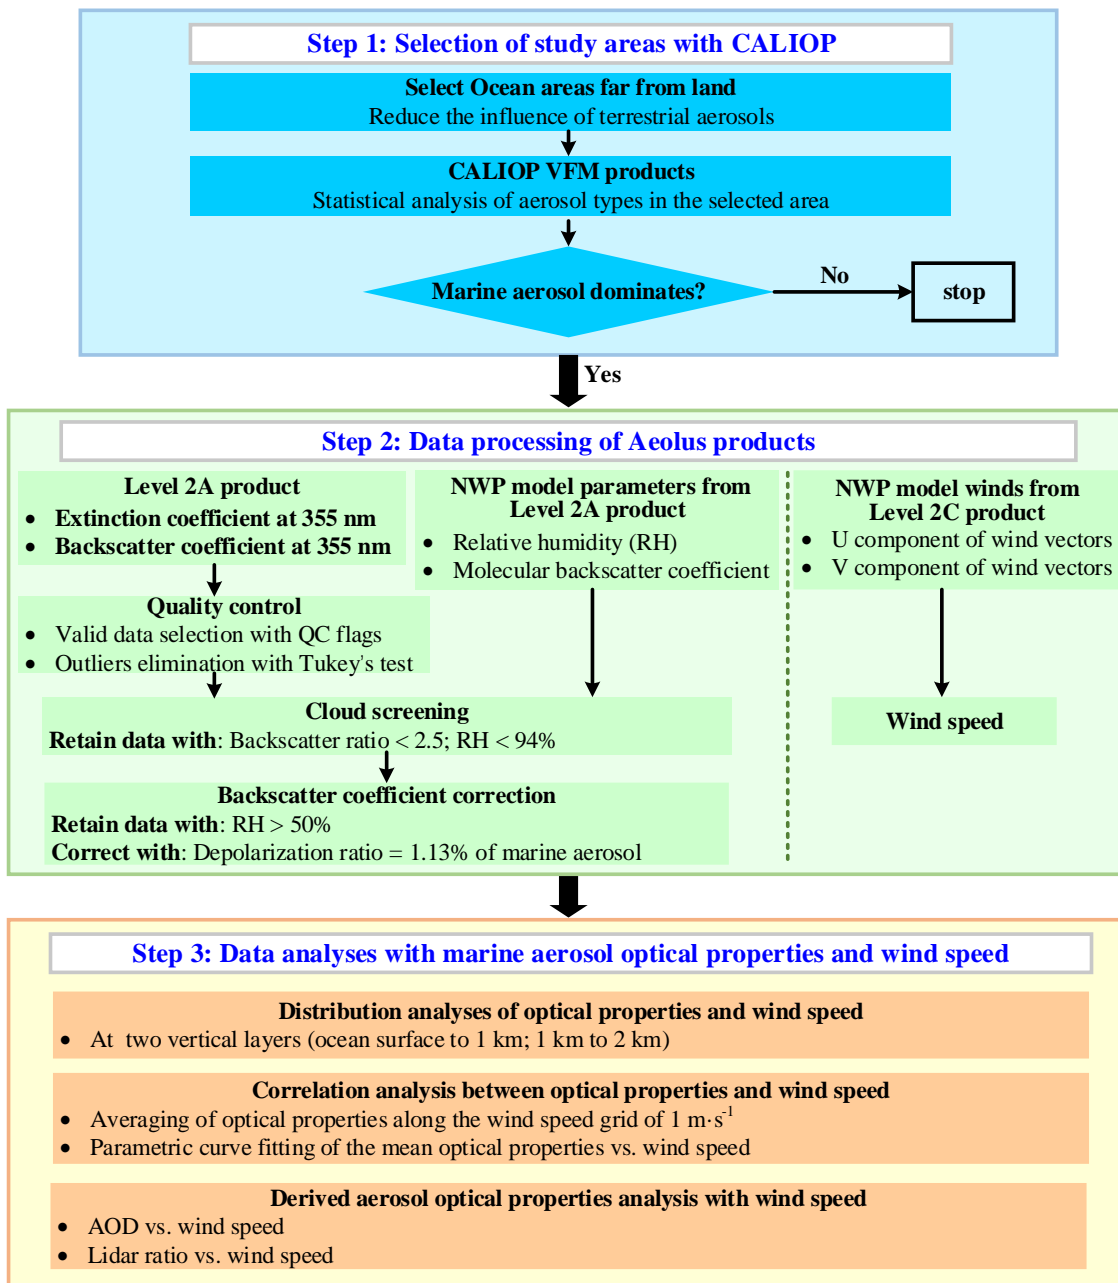 Step 1: Selection of study areas with CALIOP
Select Ocean areas far from land
Reduce the influence of terrestrial aerosols
CALIOP VFM products
Statistical analysis of aerosol types in the selected area
Marine aerosol dominates?
No
stop
Yes
Step 2: Data processing of Aeolus products
Level 2A product
• Extinction coefficient at 355 nm
• Backscatter coefficient at 355 nm
Quality control
• Valid data selection with QC flags
• Outliers elimination with Tukey's test
NWP model parameters from
Level 2A product
• Relative humidity (RH)
• Molecular backscatter coefficient
Cloud screening
Retain data with: Backscatter ratio < 2.5; RH < 94%
Backscatter coefficient correction
Retain data with: RH > 50%
Correct with: Depolarization ratio = 1.13% of marine aerosol
NWP model winds from
Level 2C product
• U component of wind vectors
• V component of wind vectors
Wind speed
Step 3: Data analyses with marine aerosol optical properties and wind speed
Distribution analyses of optical properties and wind speed
• At two vertical layers (ocean surface to 1 km; 1 km to 2 km)
Correlation analysis between optical properties and wind speed
• Averaging of optical properties along the wind speed grid of 1 m·s⁻¹
• Parametric curve fitting of the mean optical properties vs. wind speed
Derived aerosol optical properties analysis with wind speed
• AOD vs. wind speed
• Lidar ratio vs. wind speed